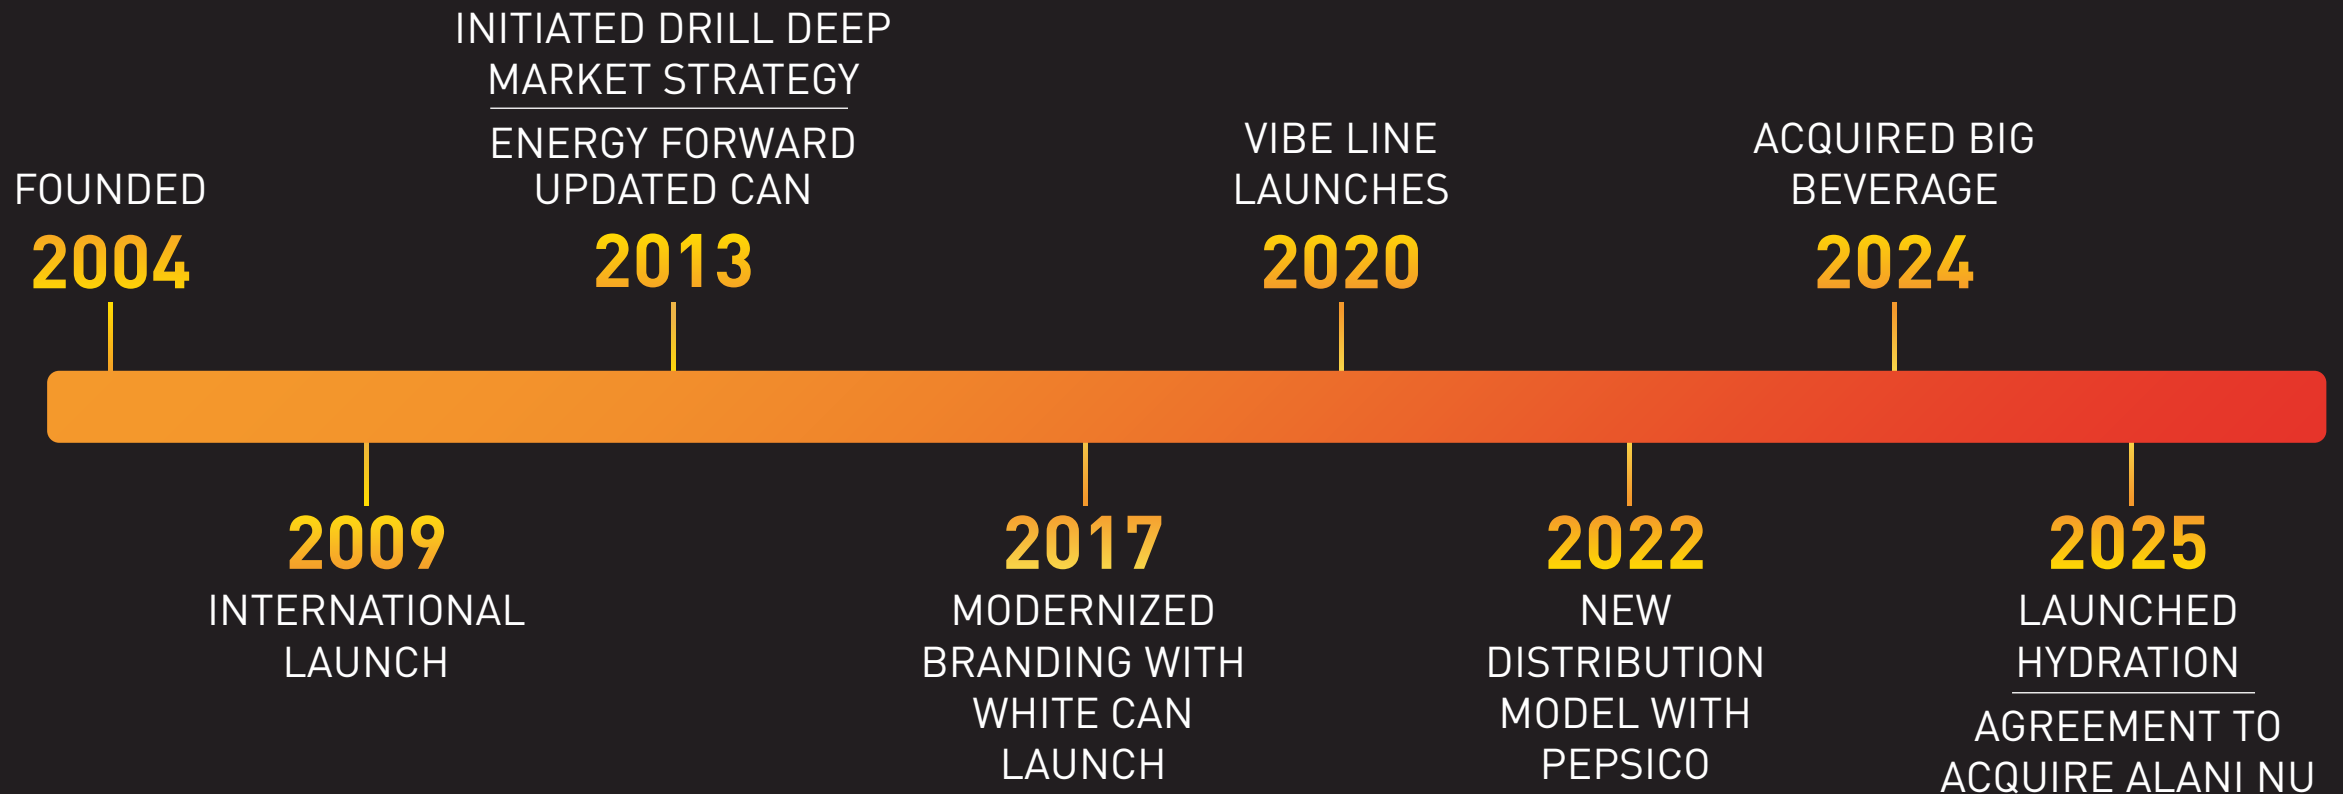 FOUNDED
2004
2009
INTERNATIONAL
LAUNCH
INITIATED DRILL DEEP
MARKET STRATEGY
ENERGY FORWARD
UPDATED CAN
2013
2017
MODERNIZED
BRANDING WITH
WHITE CAN
LAUNCH
VIBE LINE
LAUNCHES
2020
2022
NEW
DISTRIBUTION
MODEL WITH
PEPSICO
ACQUIRED BIG
BEVERAGE
2024
2025
LAUNCHED
HYDRATION
AGREEMENT TO
ACQUIRE ALANI NU